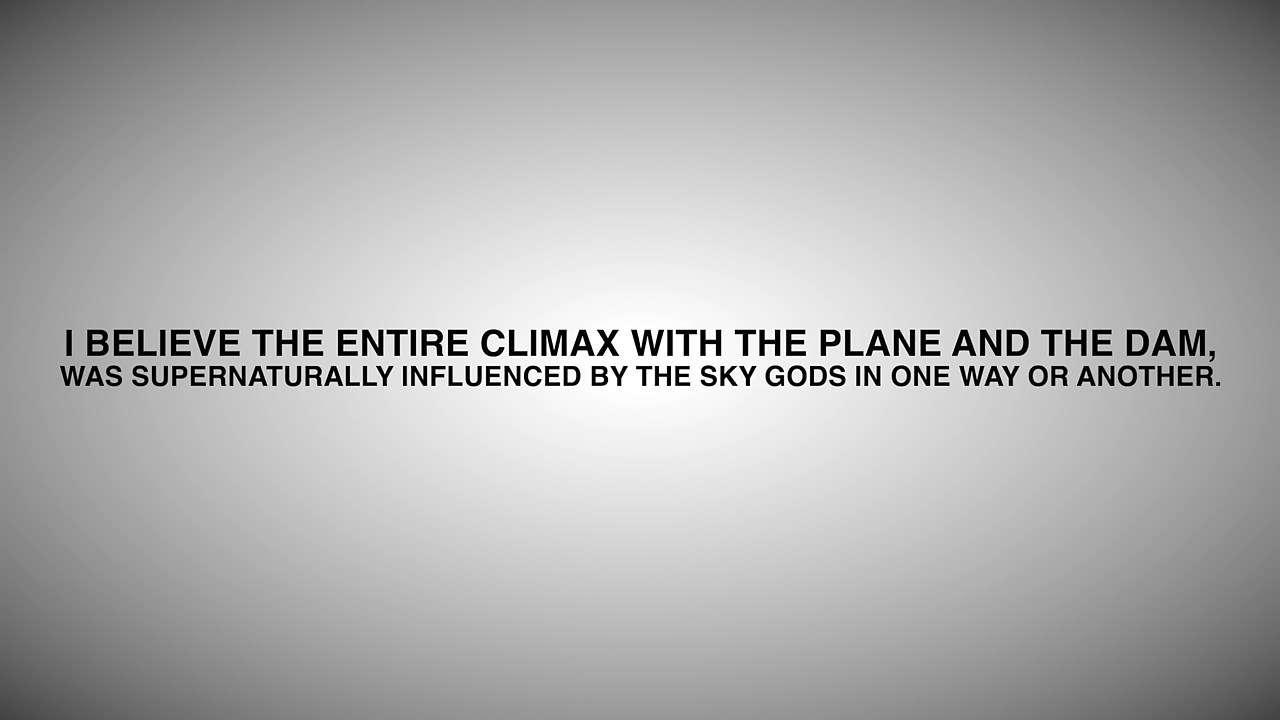 I BELIEVE THE ENTIRE CLIMAX WITH THE PLANE AND THE DAM,
WAS SUPERNATURALLY INFLUENCED BY THE SKY GODS IN ONE WAY OR ANOTHER.